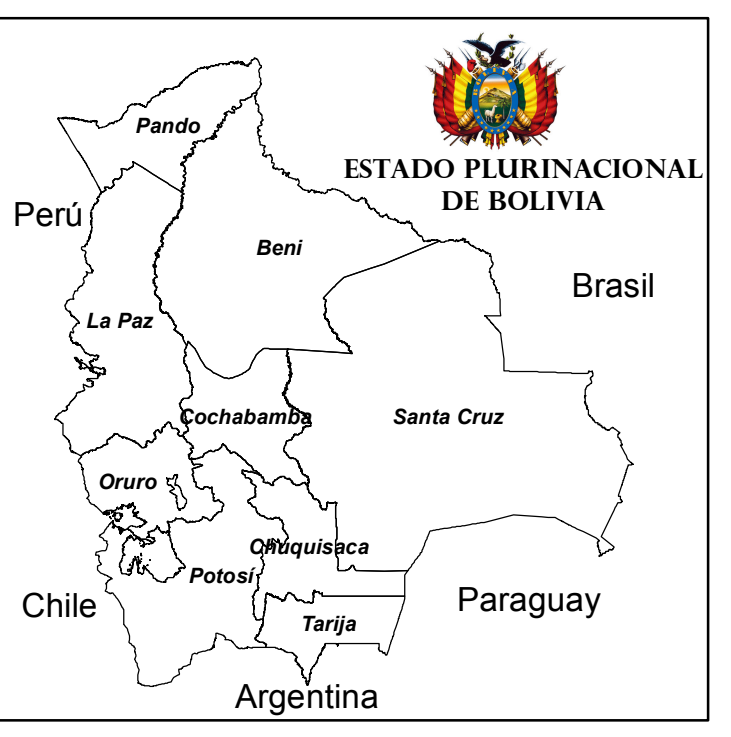 Pando
ESTADO PLURINACIONAL
DE BOLIVIA
Perú
Beni
Brasil
La Paz
Cochabamba
Santa Cruz
Oruro
Chuquisaca
Potosí
Chile
Paraguay
Tarija
Argentina